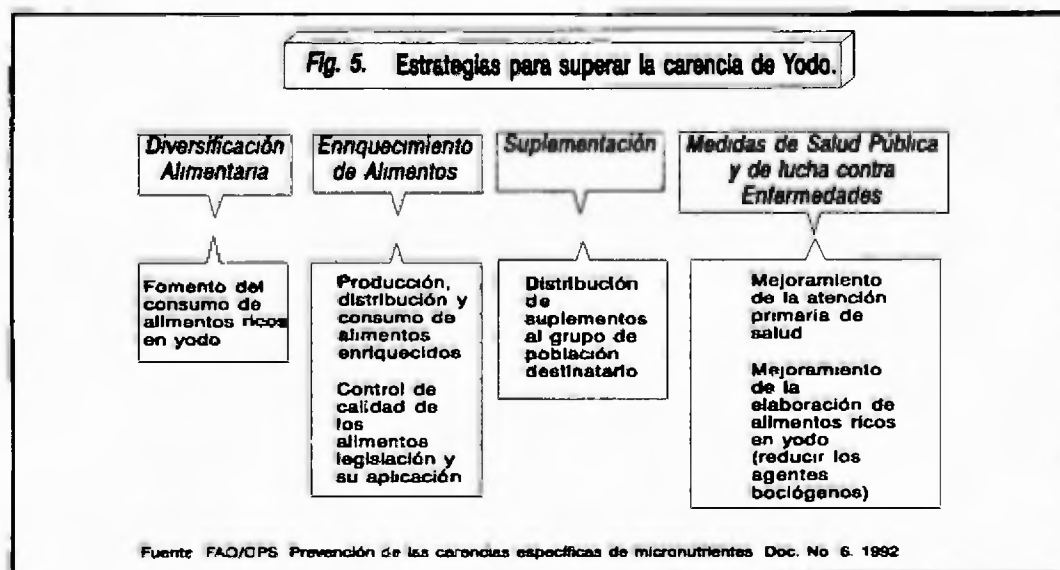 Fig. 5. Estrategias para superar la carencia de Yodo.
Diversificación
Alimentaria
Fomento del
consumo de
alimentos ricos
en yodo
Enriquecimiento
de Alimentos
Producción,
distribución y
consumo de
alimentos
enriquecidos
Control de
calidad de
los
alimentos
legislación y
su aplicación
Suplementación
Distribución
de
suplementos
al grupo de
población
destinatario
Medidas de Salud Pública
y de lucha contra
Enfermedades
Mejoramiento
de la atención
primaria de
salud
Mejoramiento
de la
elaboración de
alimentos ricos
en yodo
(reducir los
agentes
bociógenos)
Fuente FAO/OPS Prevención de las carencias específicas de micronutrientes Doc. No 6. 1992